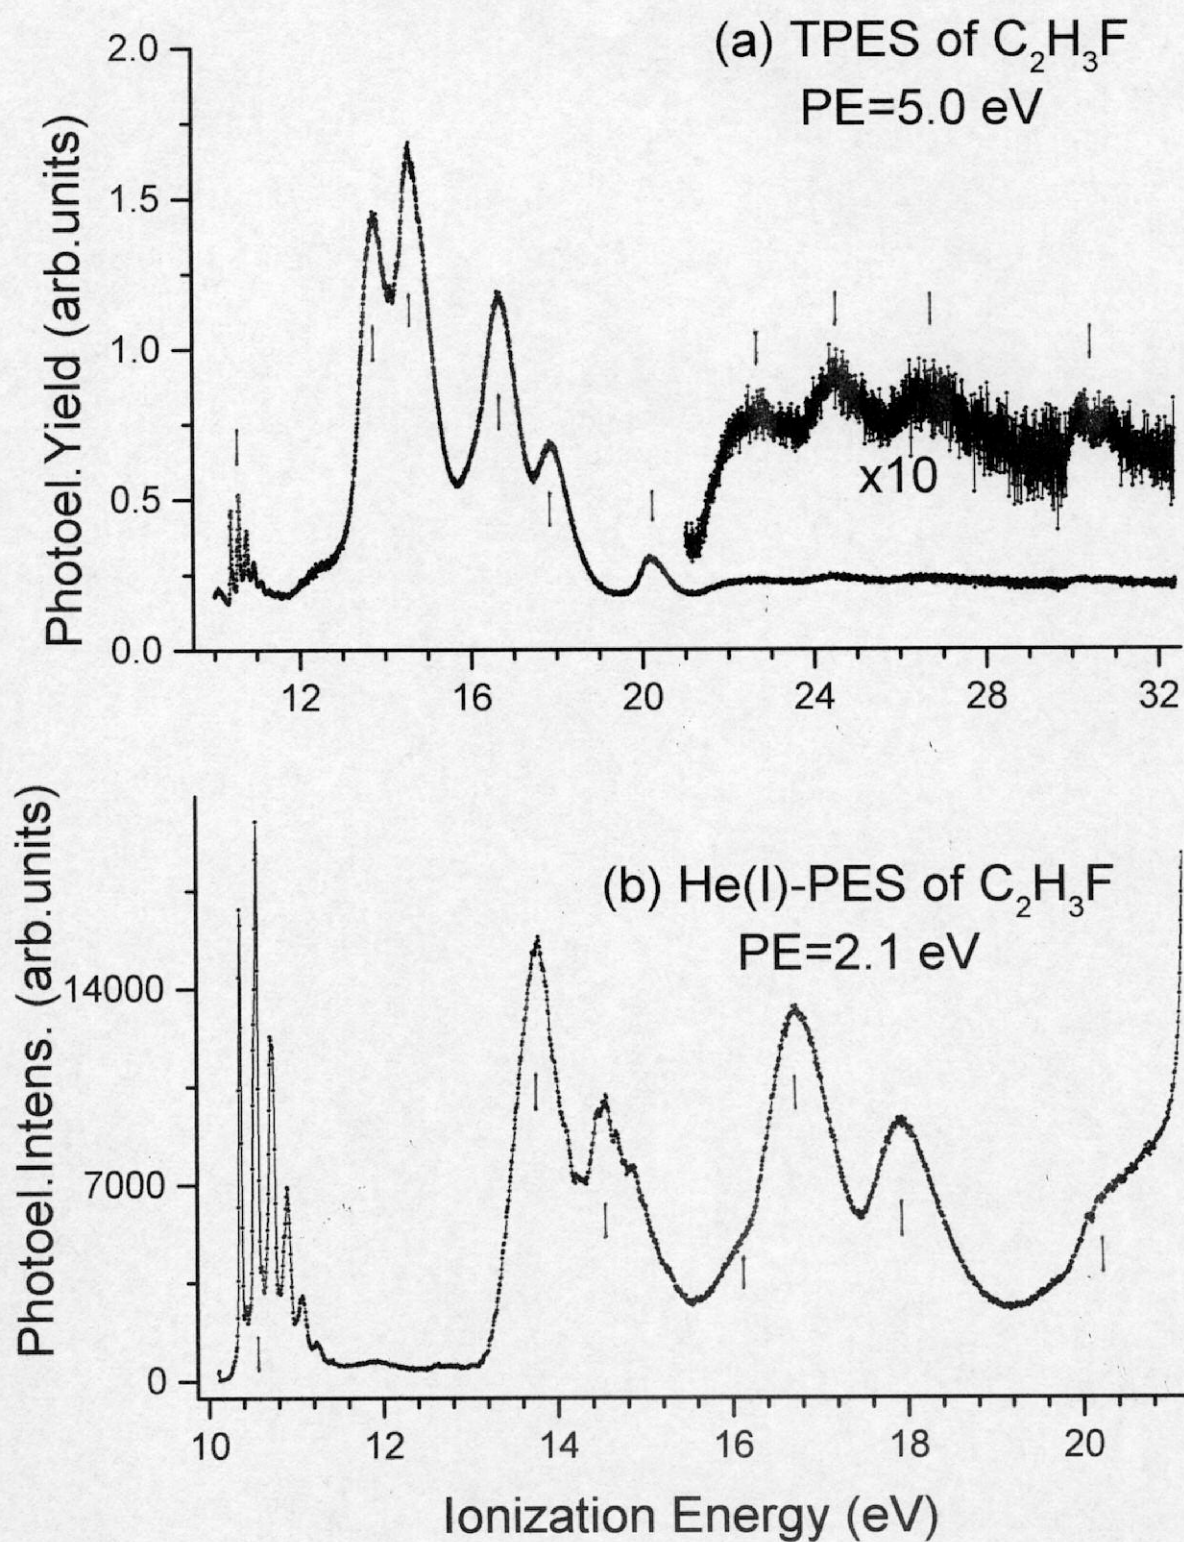 (a) TPES of C₂H₃F
PE=5.0 eV
Photoel.Yield (arb.units)
2.0
1.5
1.0
0.5
0.0
x10
12 16 20 24 28 32
(b) He(I)-PES of C₂H₃F
PE=2.1 eV
Photoel.Intens. (arb.units)
14000
7000
0
10 12 14 16 18 20
Ionization Energy (eV)